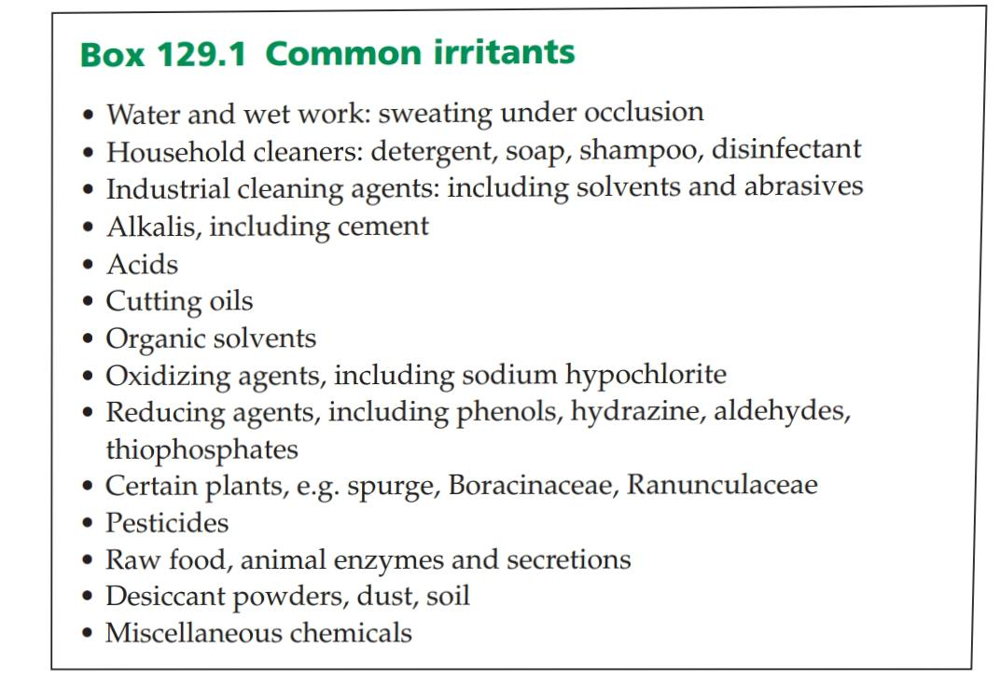 Box 129.1 Common irritants
• Water and wet work: sweating under occlusion
• Household cleaners: detergent, soap, shampoo, disinfectant
• Industrial cleaning agents: including solvents and abrasives
• Alkalis, including cement
• Acids
• Cutting oils
• Organic solvents
• Oxidizing agents, including sodium hypochlorite
• Reducing agents, including phenols, hydrazine, aldehydes,
thiophosphates
• Certain plants, e.g. spurge, Boracinaceae, Ranunculaceae
• Pesticides
• Raw food, animal enzymes and secretions
• Desiccant powders, dust, soil
• Miscellaneous chemicals